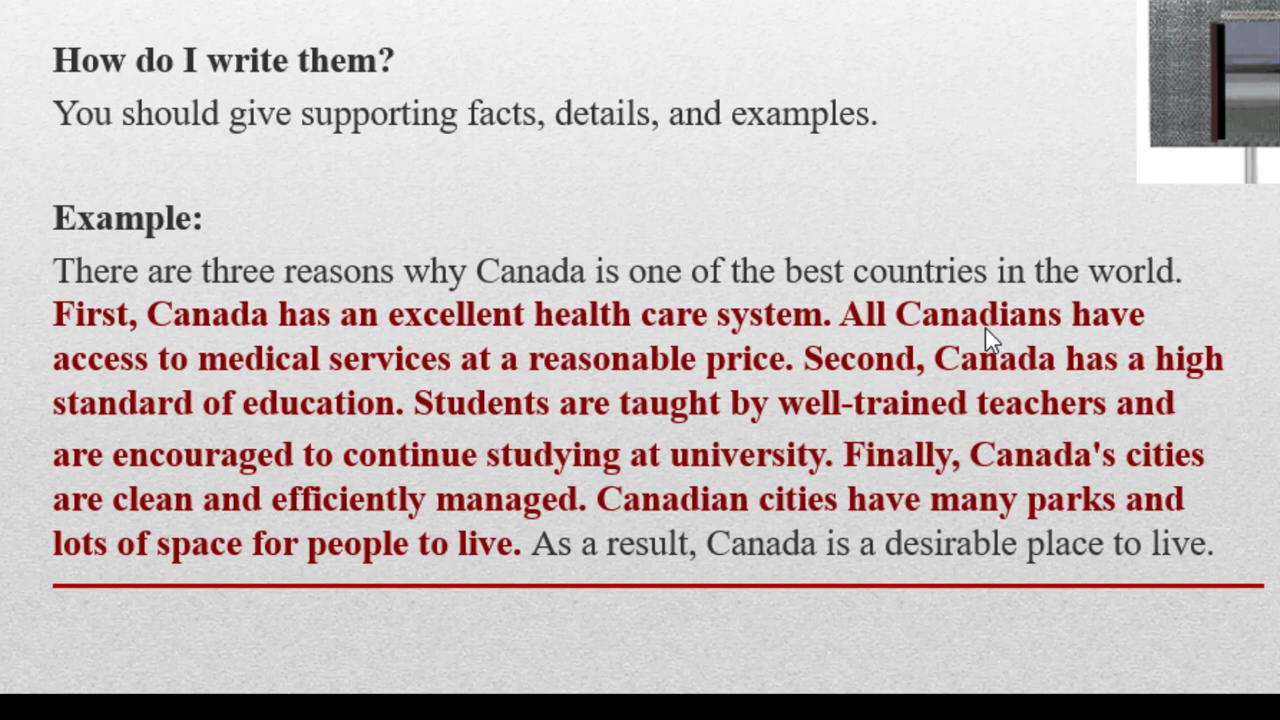 How do I write them?
You should give supporting facts, details, and examples.
Example:
There are three reasons why Canada is one of the best countries in the world.
First, Canada has an excellent health care system. All Canadians have
access to medical services at a reasonable price. Second, Canada has a high
standard of education. Students are taught by well-trained teachers and
are encouraged to continue studying at university. Finally, Canada's cities
are clean and efficiently managed. Canadian cities have many parks and
lots of space for people to live. As a result, Canada is a desirable place to live.